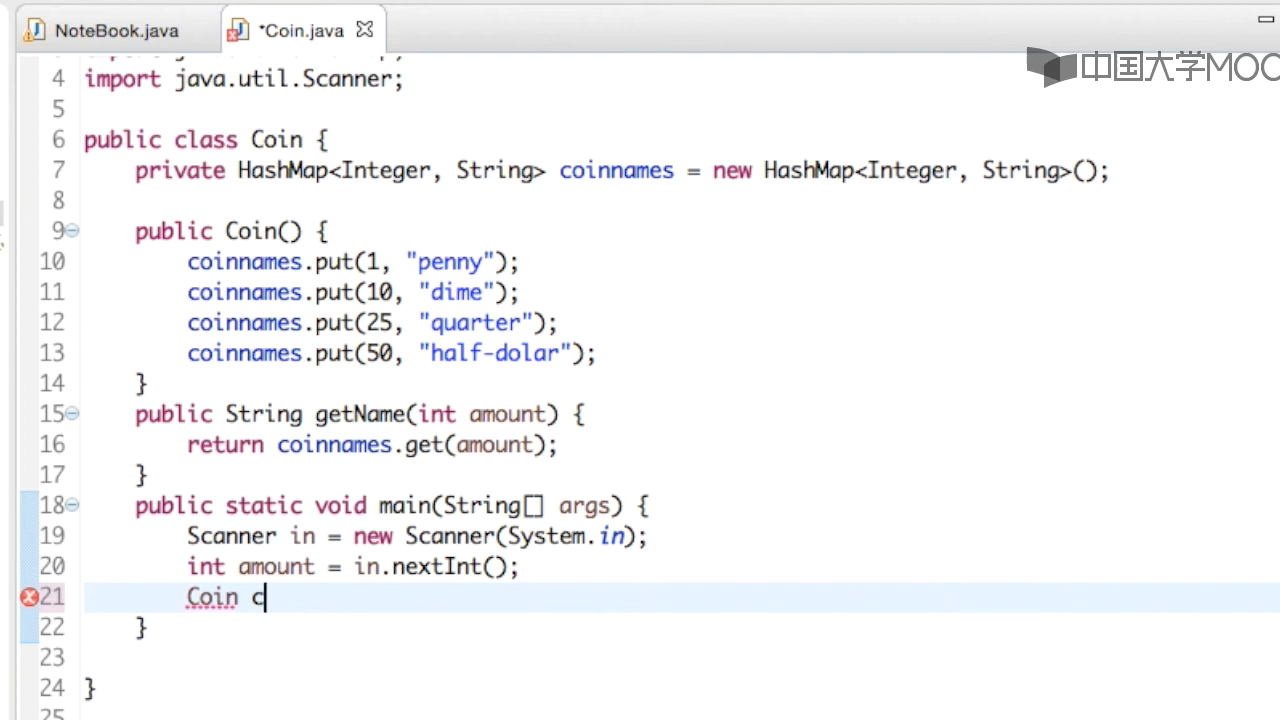 NoteBook.java
*Coin.java
中国大学MOO
4 import java.util.Scanner;
5
6 public class Coin {
7 private HashMap<Integer, String> coinnames = new HashMap<Integer, String>();
8
9 public Coin() {
10 coinnames.put(1, "penny");
11 coinnames.put(10, "dime");
12 coinnames.put(25, "quarter");
13 coinnames.put(50, "half-dolar");
14 }
15 public String getName(int amount) {
16 return coinnames.get(amount);
17 }
18 public static void main(String[] args) {
19 Scanner in = new Scanner(System.in);
20 int amount = in.nextInt();
21 Coin c
22 }
23
24 }
25